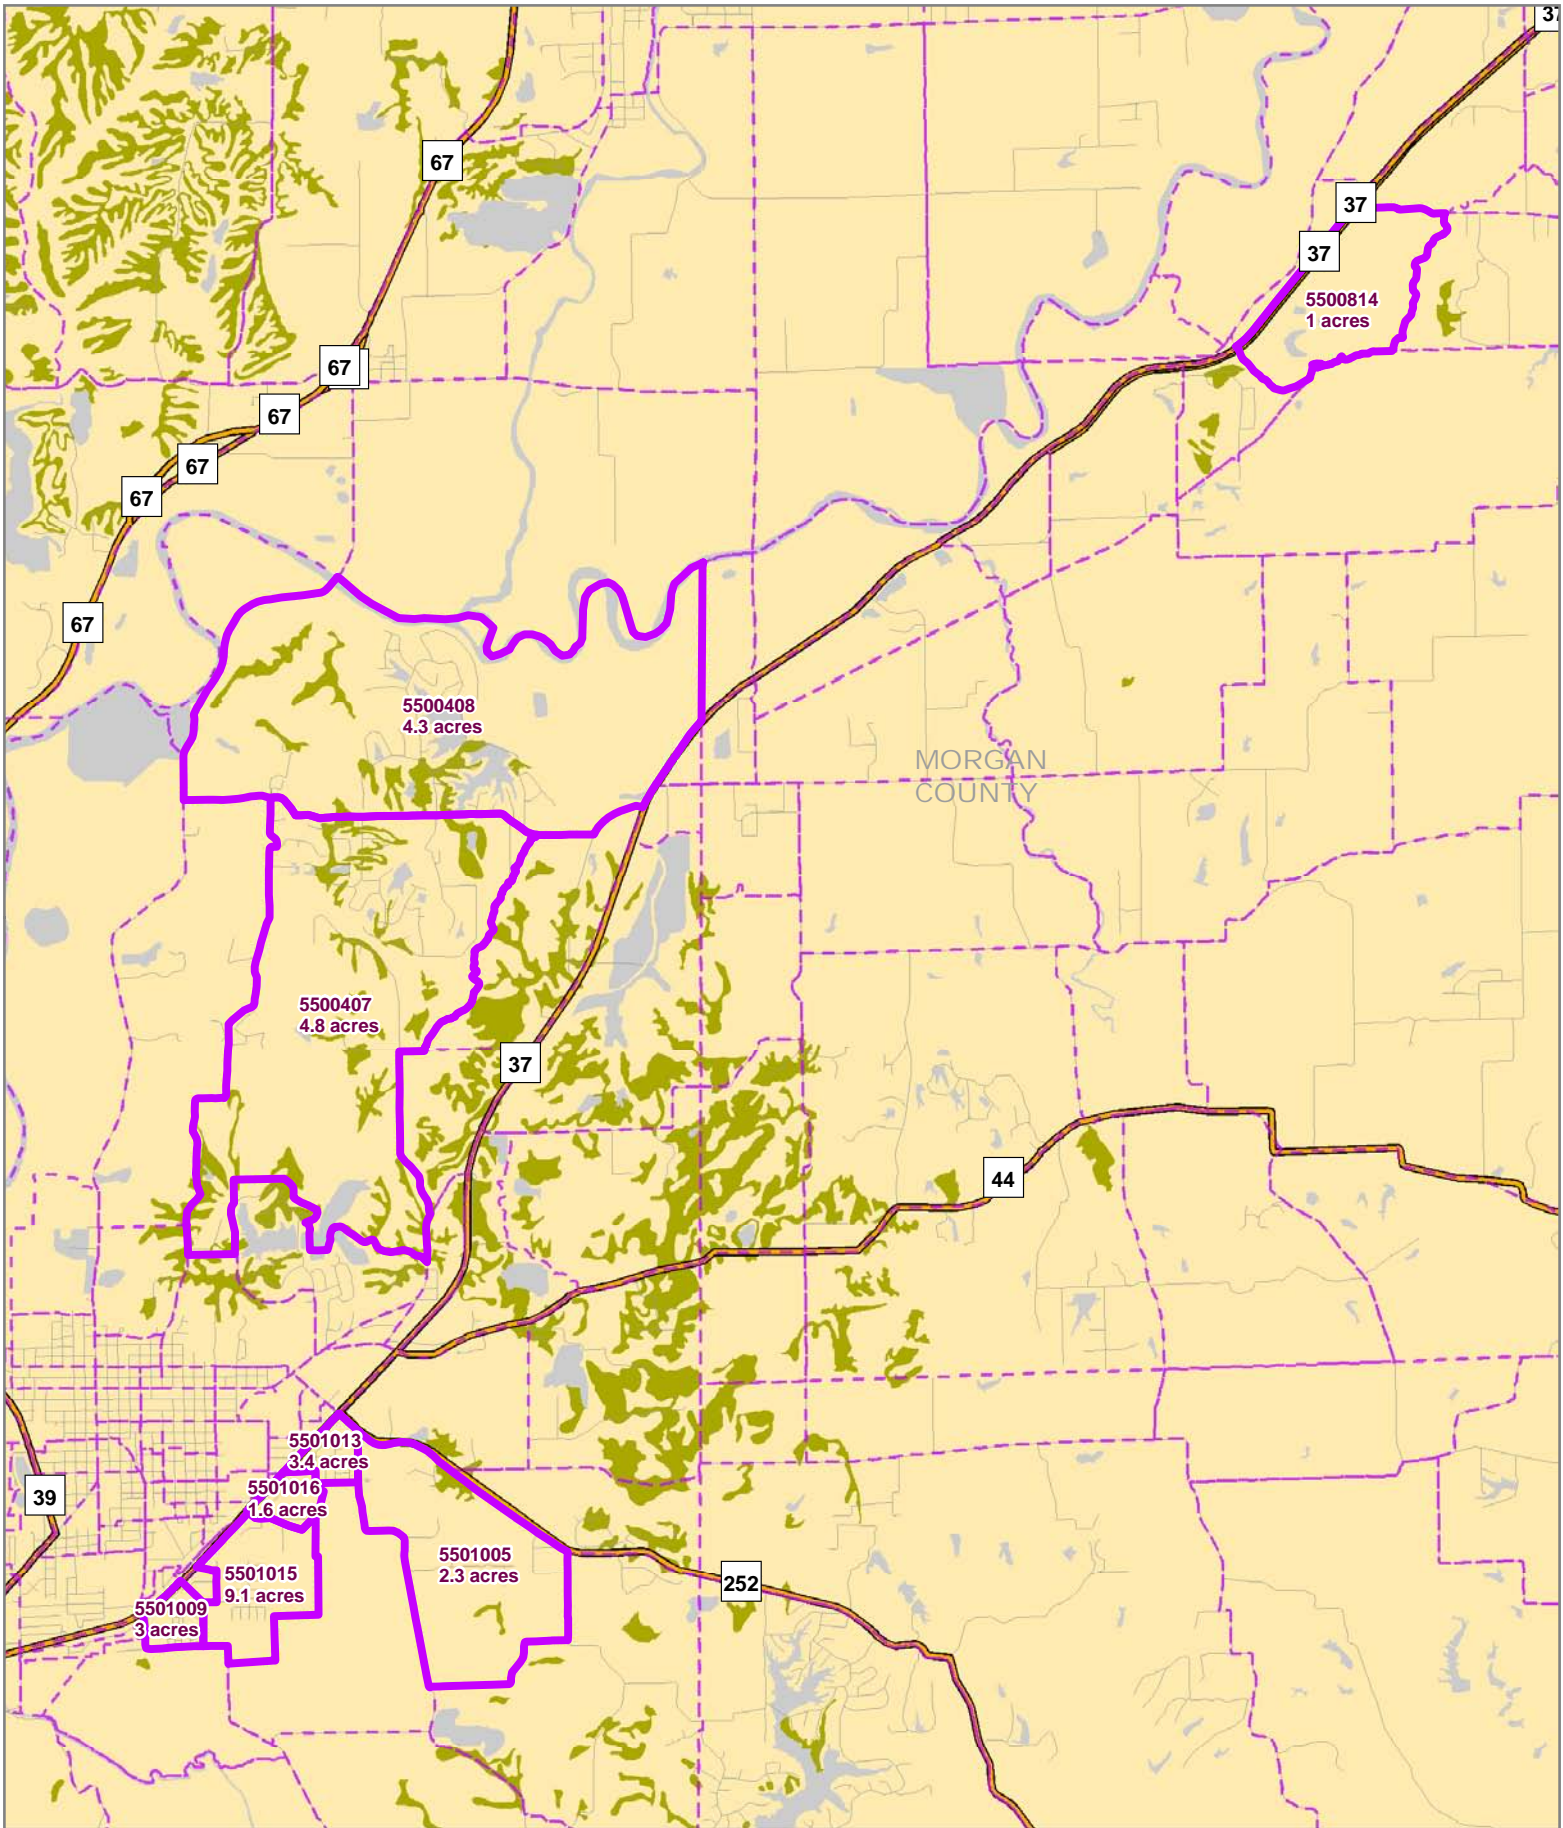 37
67
37
37
5500814
1 acres
67
67
67
67
67
5500408
4.3 acres
MORGAN
COUNTY
5500407
4.8 acres
37
44
5501013
3.4 acres
39
5501016
1.6 acres
5501005
2.3 acres
5501015
9.1 acres
252
5501009
3 acres